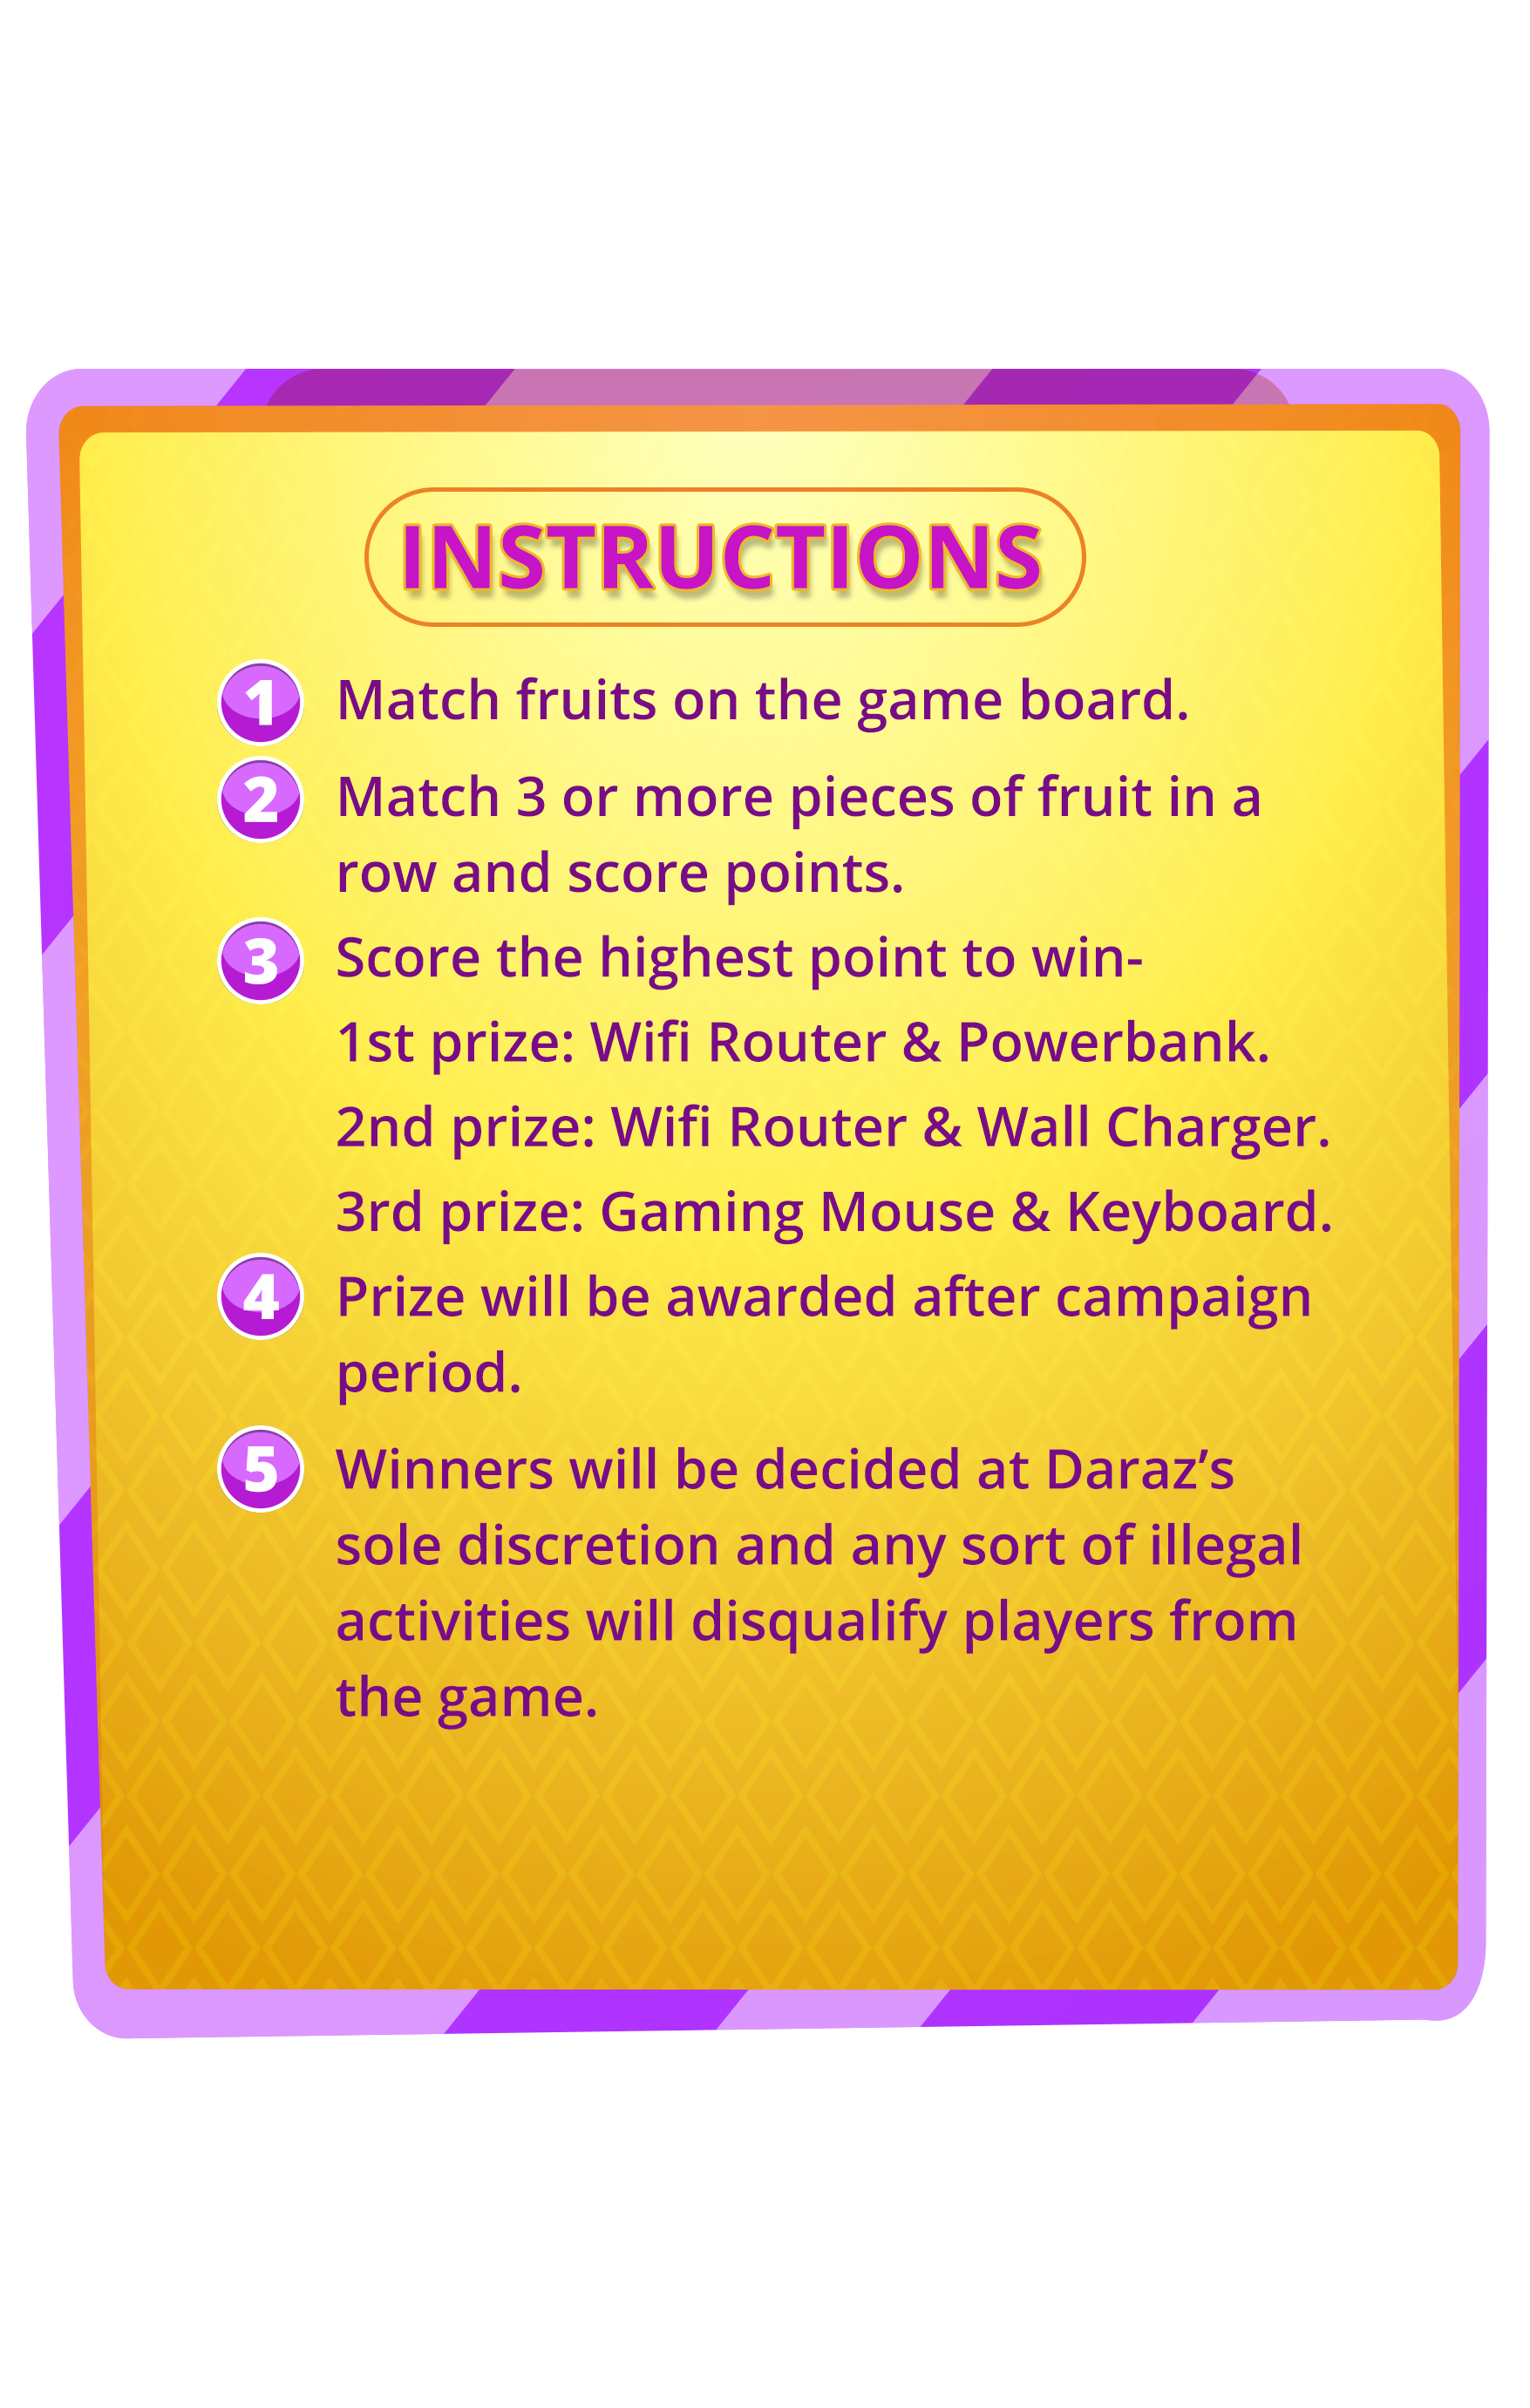 INSTRUCTIONS
1 Match fruits on the game board.
2 Match 3 or more pieces of fruit in a
row and score points.
3 Score the highest point to win-
1st prize: Wifi Router & Powerbank.
2nd prize: Wifi Router & Wall Charger.
3rd prize: Gaming Mouse & Keyboard.
4 Prize will be awarded after campaign
period.
5 Winners will be decided at Daraz’s
sole discretion and any sort of illegal
activities will disqualify players from
the game.